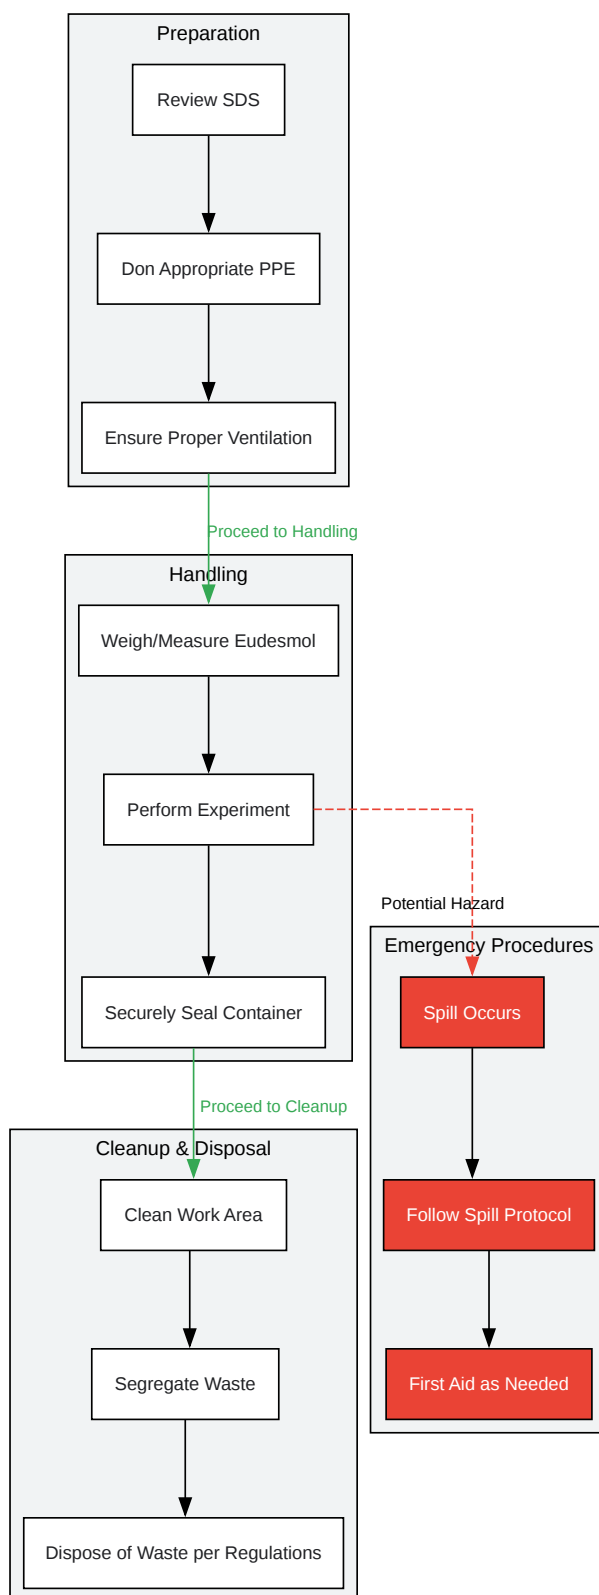 Preparation
Review SDS
Don Appropriate PPE
Ensure Proper Ventilation
Proceed to Handling
Handling
Weigh/Measure Eudesmol
Perform Experiment
Securely Seal Container
Potential Hazard
Emergency Procedures
Spill Occurs
Follow Spill Protocol
First Aid as Needed
Proceed to Cleanup
Cleanup & Disposal
Clean Work Area
Segregate Waste
Dispose of Waste per Regulations